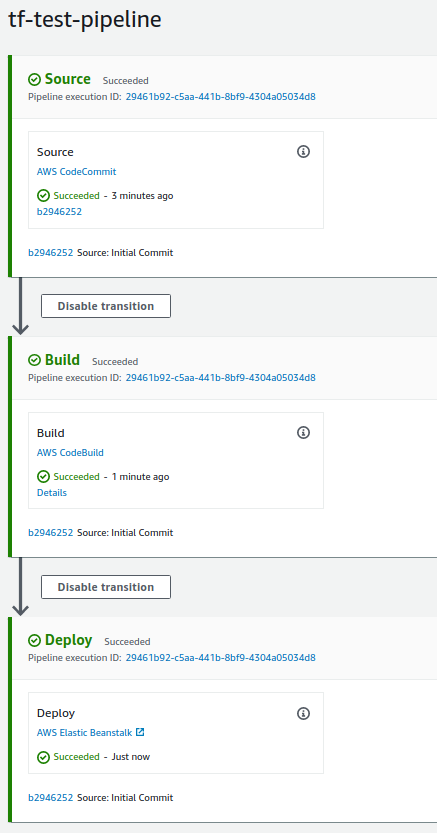 tf-test-pipeline
Source Succeeded
Pipeline execution ID: 29461b92-c5aa-441b-8bf9-4304a05034d8
Source
AWS CodeCommit
Succeeded - 3 minutes ago
b2946252
b2946252 Source: Initial Commit
Disable transition
Build Succeeded
Pipeline execution ID: 29461b92-c5aa-441b-8bf9-4304a05034d8
Build
AWS CodeBuild
Succeeded - 1 minute ago
Details
b2946252 Source: Initial Commit
Disable transition
Deploy Succeeded
Pipeline execution ID: 29461b92-c5aa-441b-8bf9-4304a05034d8
Deploy
AWS Elastic Beanstalk
Succeeded - Just now
b2946252 Source: Initial Commit